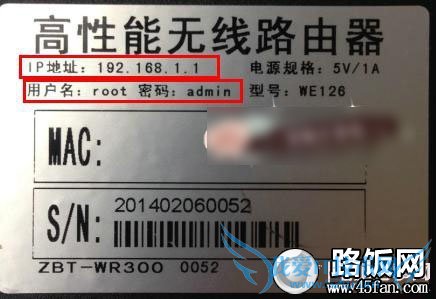 高性能无线路由器
IP地址：192.168.1.1 电源规格：5V/1A
用户名：root 密码：admin 型号：WE126
MAC:
S/N: 201402060052
ZBT-WR300 0052
路饭网
www.45fan.com